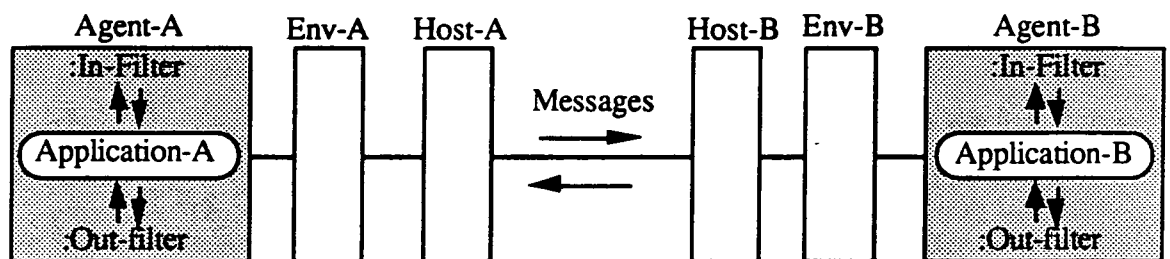 Agent-A Env-A Host-A Host-B Env-B Agent-B
:In-Filter :In-Filter
Messages
Application-A Application-B
:Out-filter :Out-filter